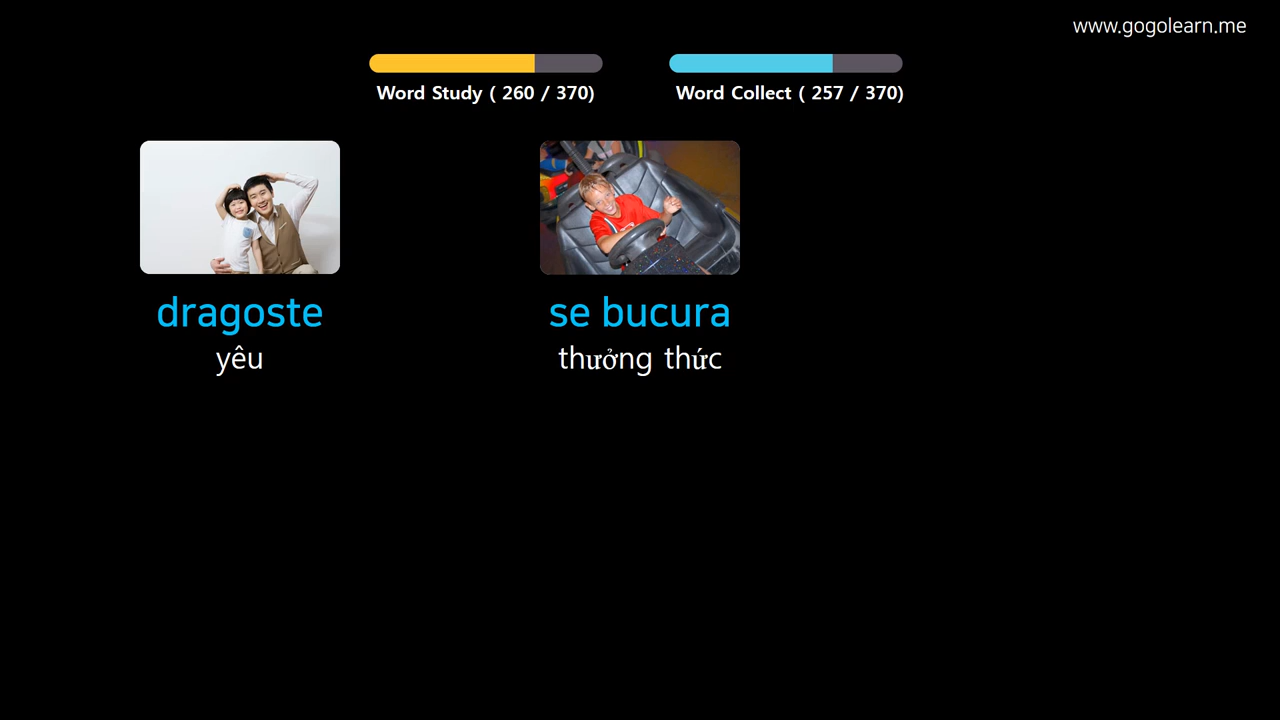 www.gogolearn.me
Word Study ( 260 / 370)
Word Collect ( 257 / 370)
dragoste
yêu
se bucura
thưởng thức